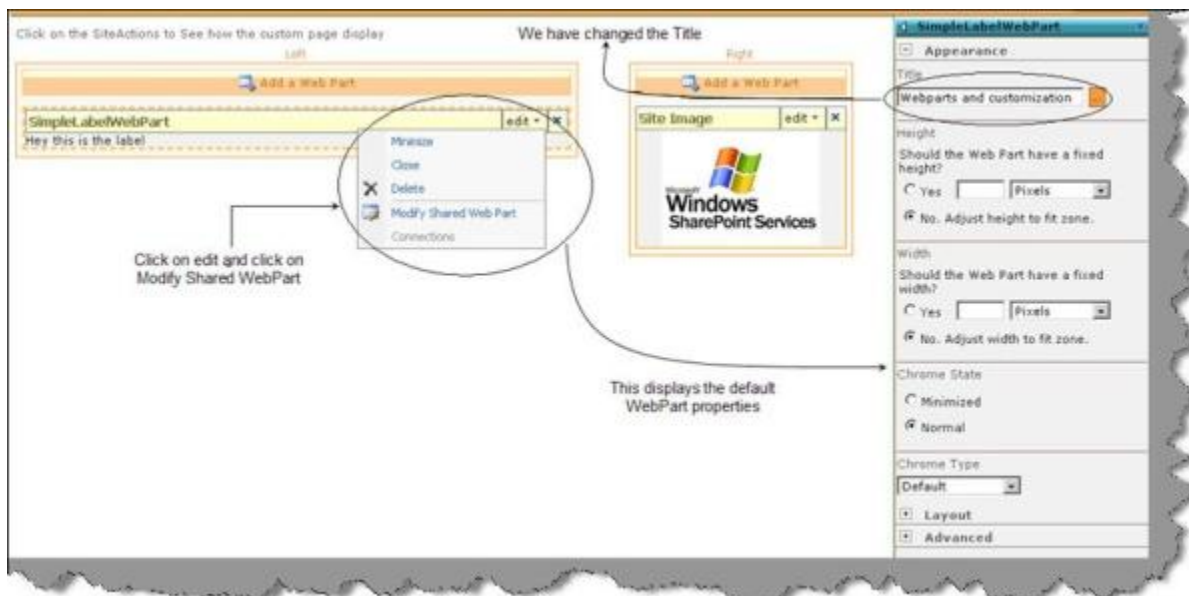 Click on the SiteActions to See how the custom page display
We have changed the Title
Left
Right
Add a Web Part
Add a Web Part
SimpleLabelWebPart
edit
Hey this is the label
Minimize
Close
Delete
Modify Shared Web Part
Connections
Site Image
edit
Microsoft
Windows
SharePoint Services
Click on edit and click on
Modify Shared WebPart
This displays the default
WebPart properties
SimpleLabelWebPart
Appearance
Title
Webparts and customization
Height
Should the Web Part have a fixed
height?
Yes
Pixels
No. Adjust height to fit zone.
Width
Should the Web Part have a fixed
width?
Yes
Pixels
No. Adjust width to fit zone.
Chrome State
Minimized
Normal
Chrome Type
Default
Layout
Advanced